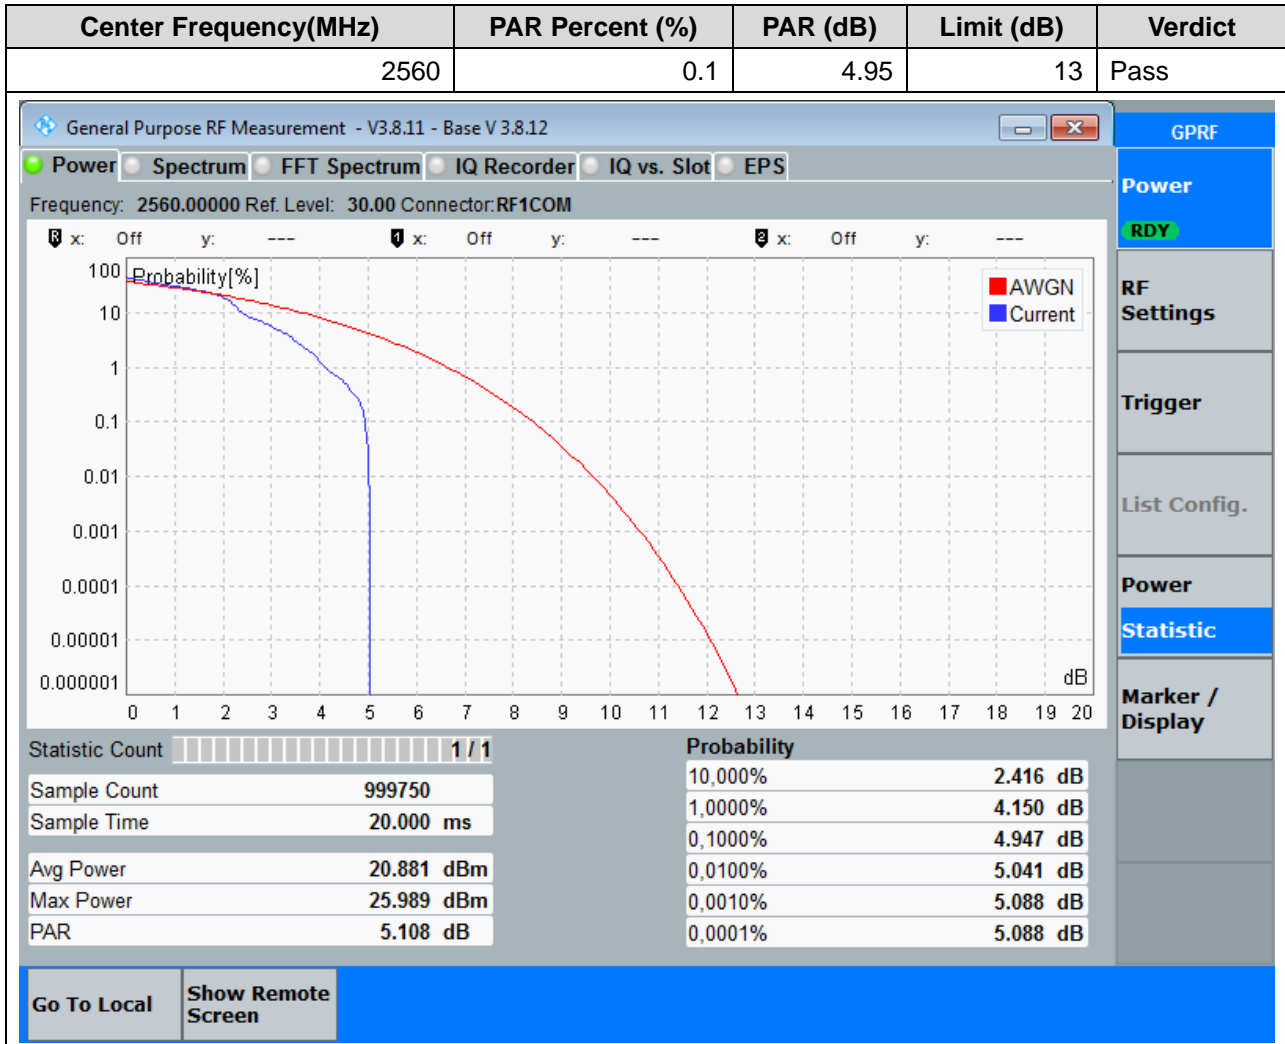 Center Frequency(MHz) PAR Percent (%) PAR (dB) Limit (dB) Verdict
2560 0.1 4.95 13 Pass
General Purpose RF Measurement - V3.8.11 - Base V 3.8.12
GPRF
Power Spectrum FFT Spectrum IQ Recorder IQ vs. Slot EPS
Frequency: 2560.00000 Ref. Level: 30.00 Connector:RF1COM
R x: Off y: --- 1 x: Off y: --- 2 x: Off y: ---
Probability[%]
AWGN
Current
100
10
1
0.1
0.01
0.001
0.0001
0.00001
0.000001
dB
0 1 2 3 4 5 6 7 8 9 10 11 12 13 14 15 16 17 18 19 20
Statistic Count 1 / 1
Sample Count 999750
Sample Time 20.000 ms
Avg Power 20.881 dBm
Max Power 25.989 dBm
PAR 5.108 dB
Probability
10,000% 2.416 dB
1,0000% 4.150 dB
0,1000% 4.947 dB
0,0100% 5.041 dB
0,0010% 5.088 dB
0,0001% 5.088 dB
Power
RDY
RF
Settings
Trigger
List Config.
Power
Statistic
Marker /
Display
Go To Local
Show Remote
Screen